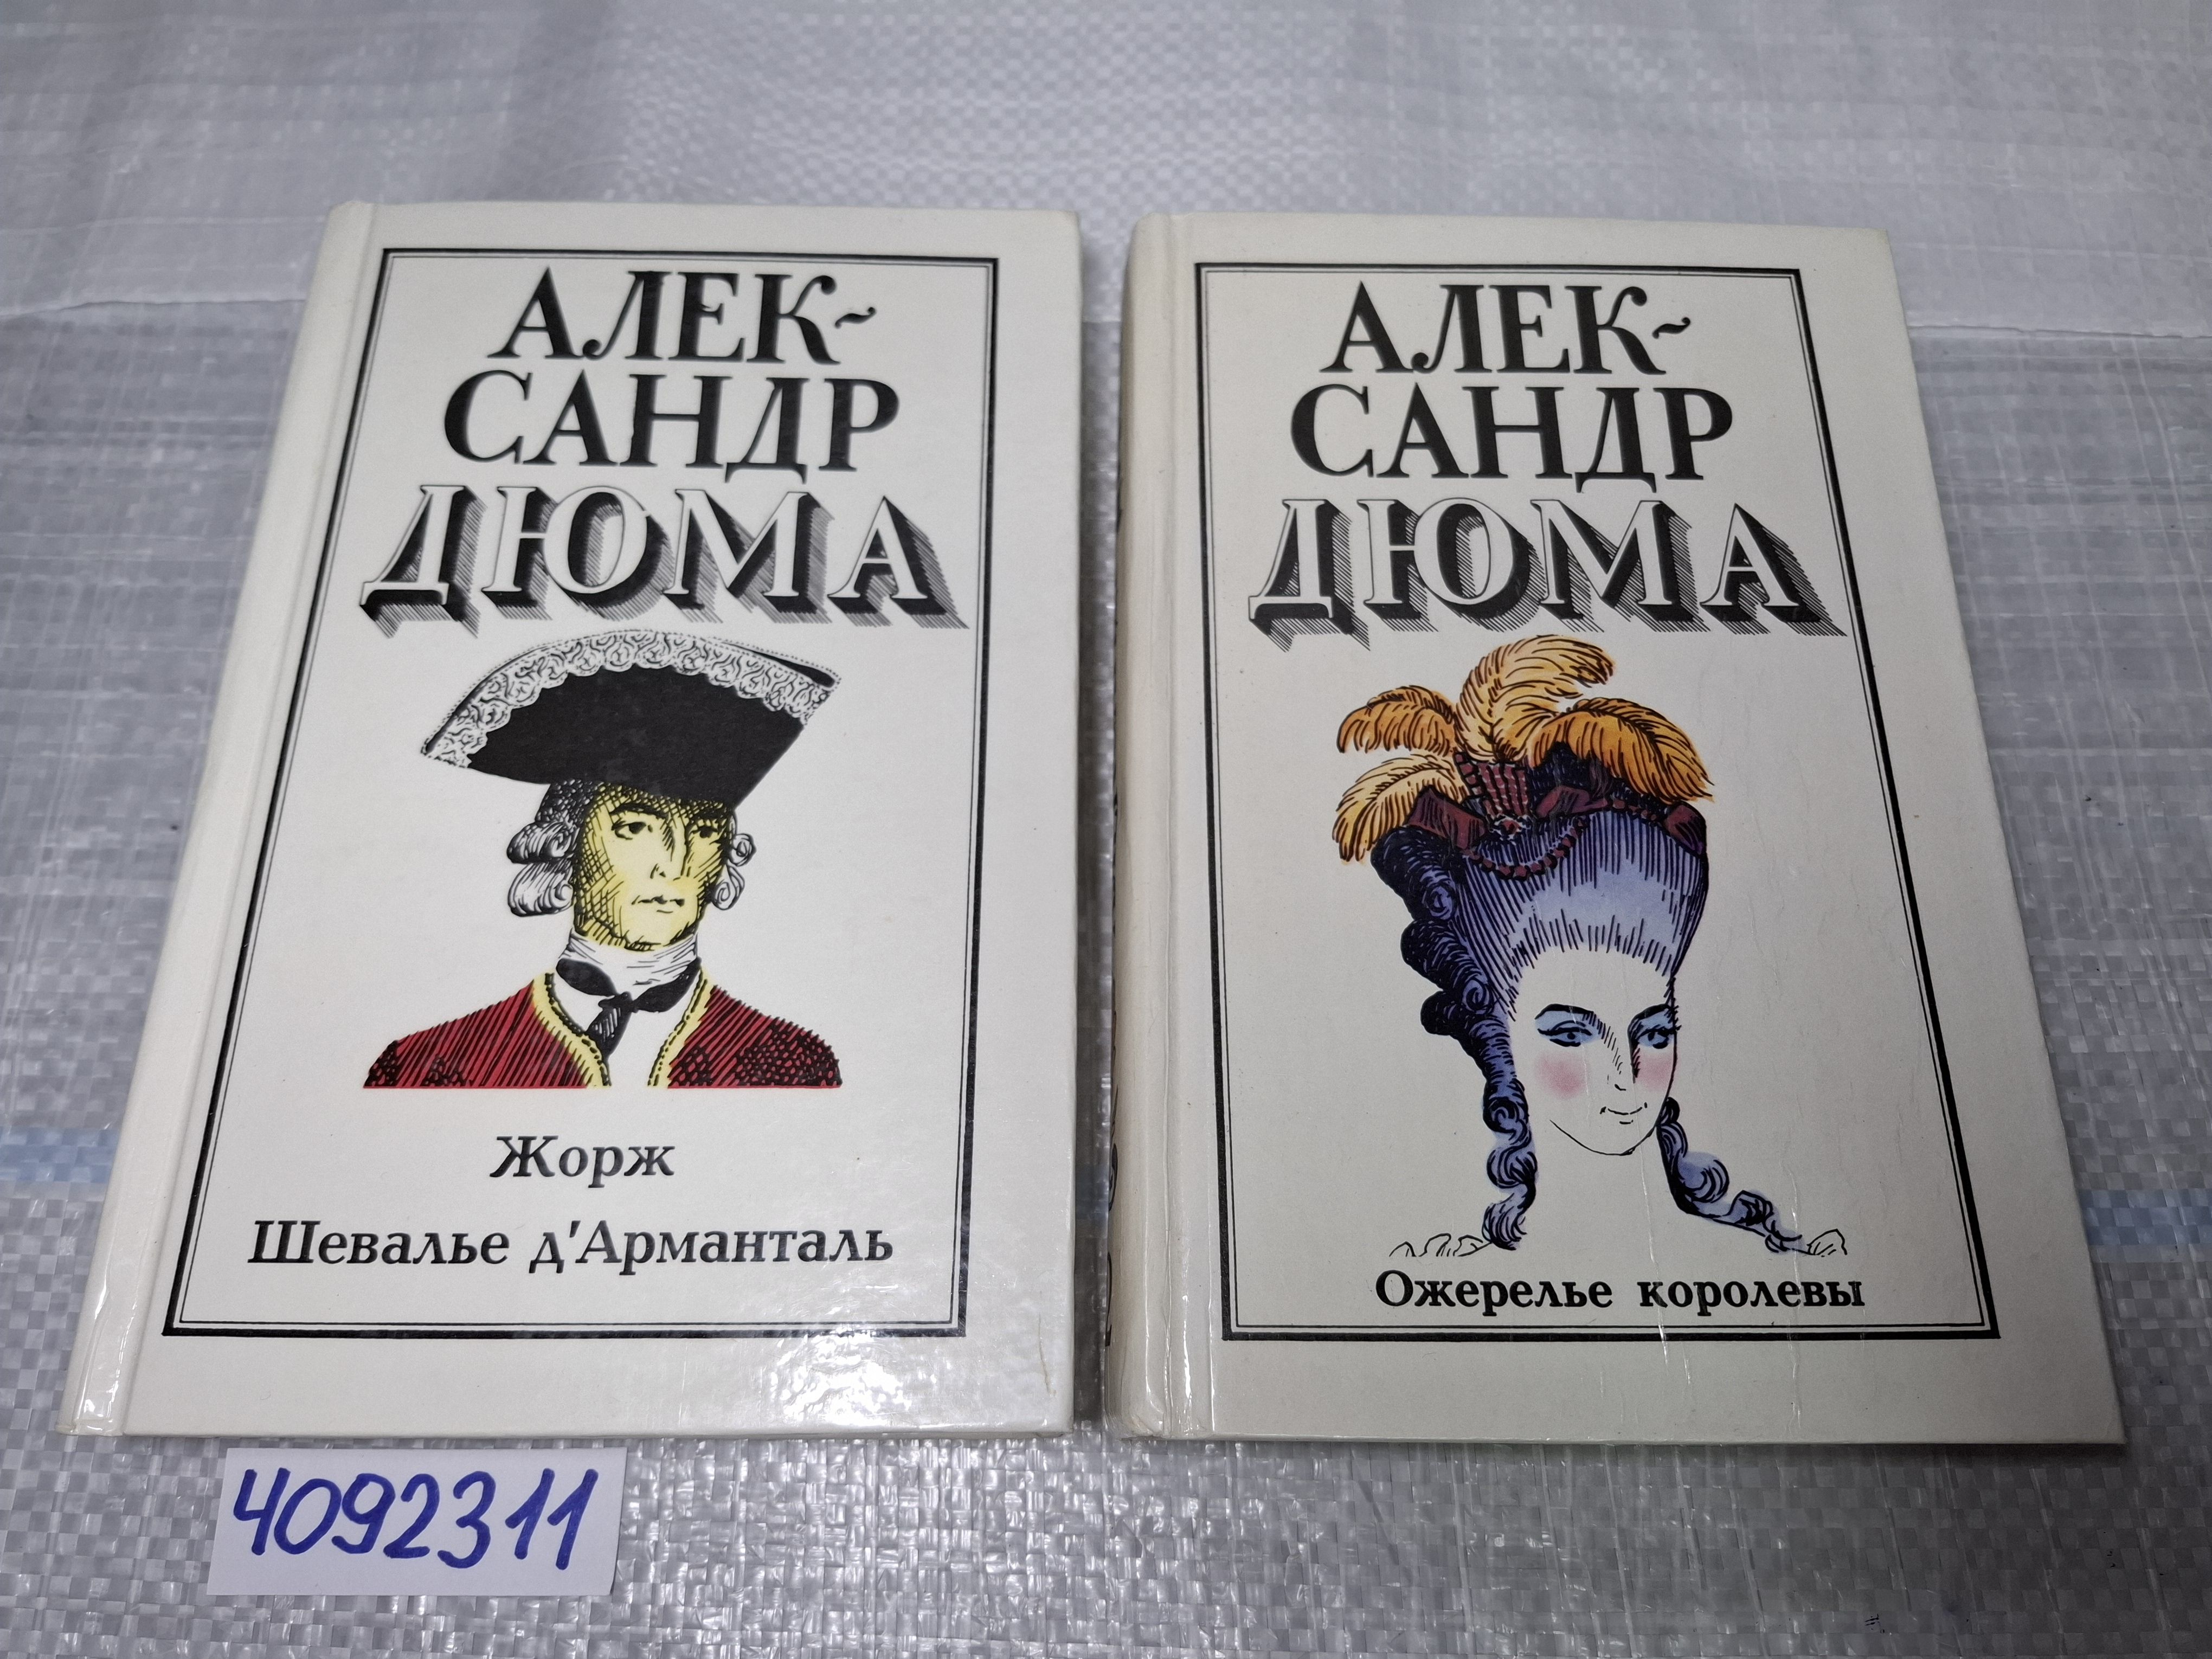 АЛЕК-
САНДР
ДЮМА
Жорж
Шевалье д'Арманталь
АЛЕК-
САНДР
ДЮМА
Ожерелье королевы
4092311